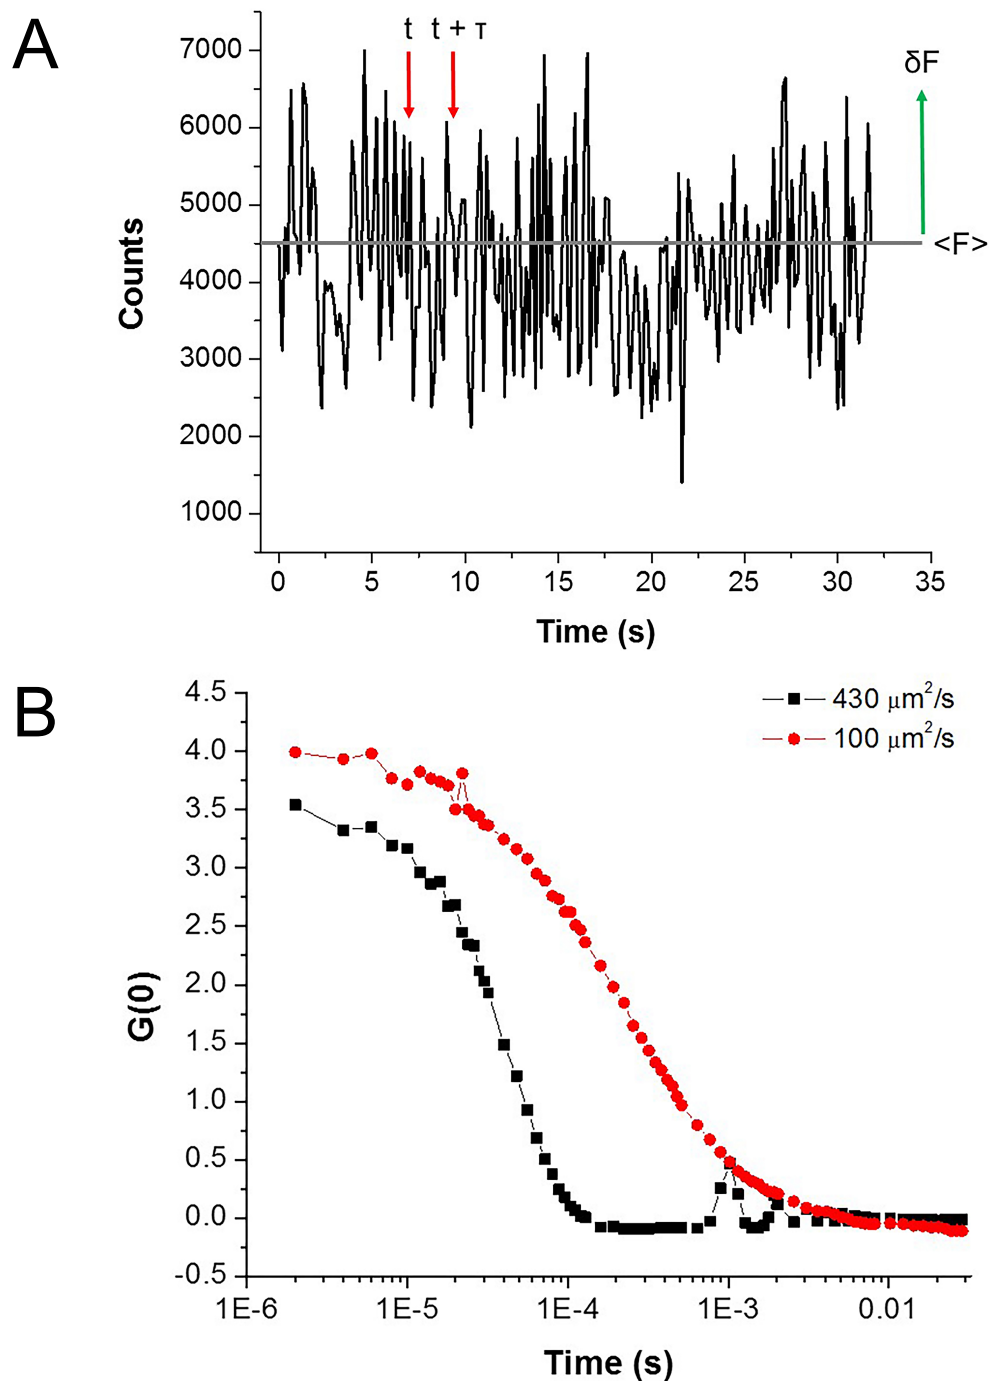 A
t t + τ
7000
6000
5000
4000
3000
2000
1000
Counts
δF
<F>
0 5 10 15 20 25 30 35
Time (s)
B
430 μm²/s
100 μm²/s
4.5
4.0
3.5
3.0
2.5
2.0
1.5
1.0
0.5
0.0
-0.5
G(0)
1E-6 1E-5 1E-4 1E-3 0.01
Time (s)